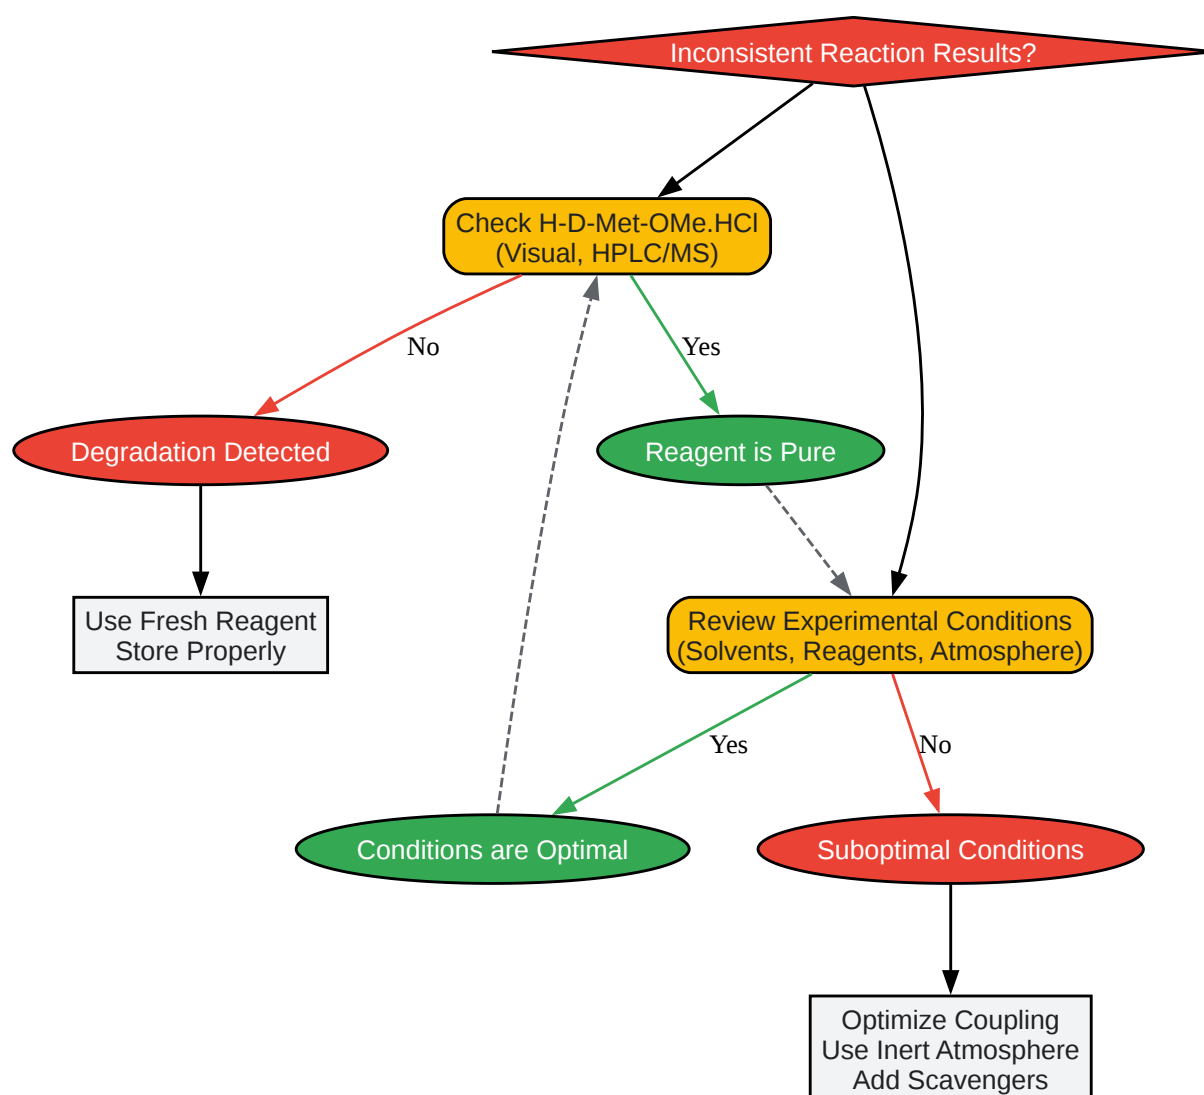 Inconsistent Reaction Results?
Check H-D-Met-OMe.HCl
(Visual, HPLC/MS)
No
Yes
Degradation Detected
Reagent is Pure
Use Fresh Reagent
Store Properly
Review Experimental Conditions
(Solvents, Reagents, Atmosphere)
Yes
No
Conditions are Optimal
Suboptimal Conditions
Optimize Coupling
Use Inert Atmosphere
Add Scavengers